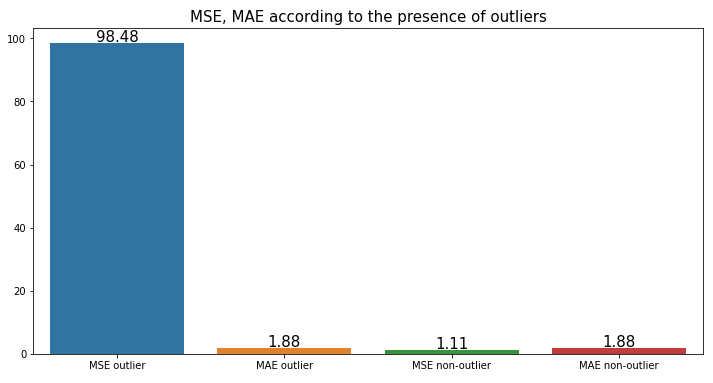 MSE, MAE according to the presence of outliers
100
80
60
40
20
0
98.48
1.88
1.11
1.88
MSE outlier
MAE outlier
MSE non-outlier
MAE non-outlier